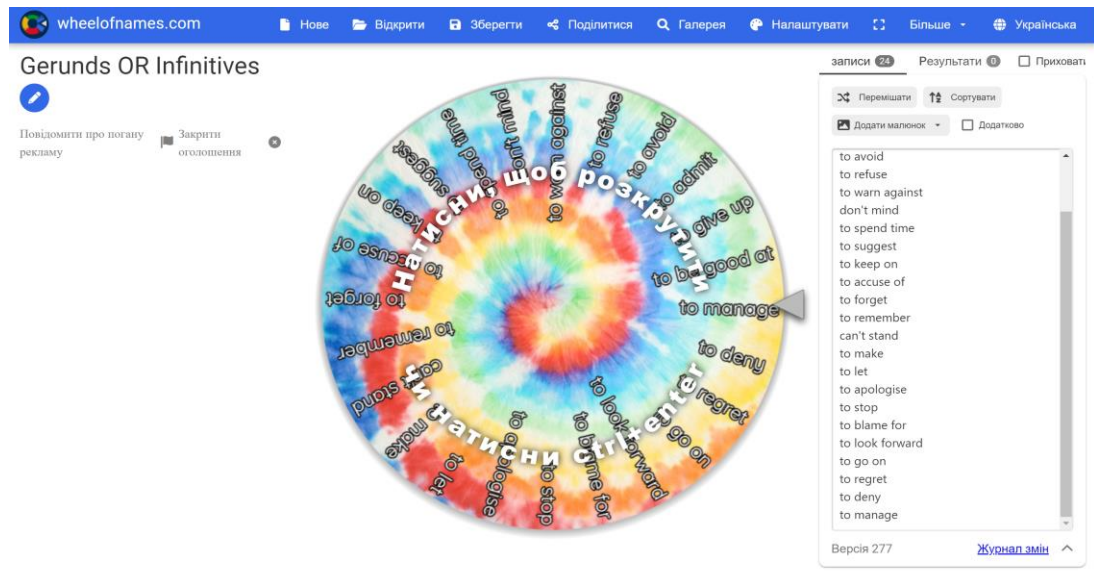 wheelofnames.com
Нове
Відкрити
Зберегти
Поділитися
Галерея
Налаштувати
Більше
Українська
Gerunds OR Infinitives
Повідомити про погану
рекламу
Закрити
оголошення
Натисни, щоб розкрутити
чи натисни ctrl+enter
to warn against
to refuse
to avoid
to admit
to give up
to be good at
to manage
to deny
to regret
to go on
to look forward
to blame for
to stop
to apologise
to let
to make
can't stand
to remember
to forget
to accuse of
to keep on
to suggest
to spend time
don't mind
записи 24
Результати 0
Приховати
Перемішати
Сортувати
Додати малюнок
Додатково
to avoid
to refuse
to warn against
don't mind
to spend time
to suggest
to keep on
to accuse of
to forget
to remember
can't stand
to make
to let
to apologise
to stop
to blame for
to look forward
to go on
to regret
to deny
to manage
Версія 277
Журнал змін